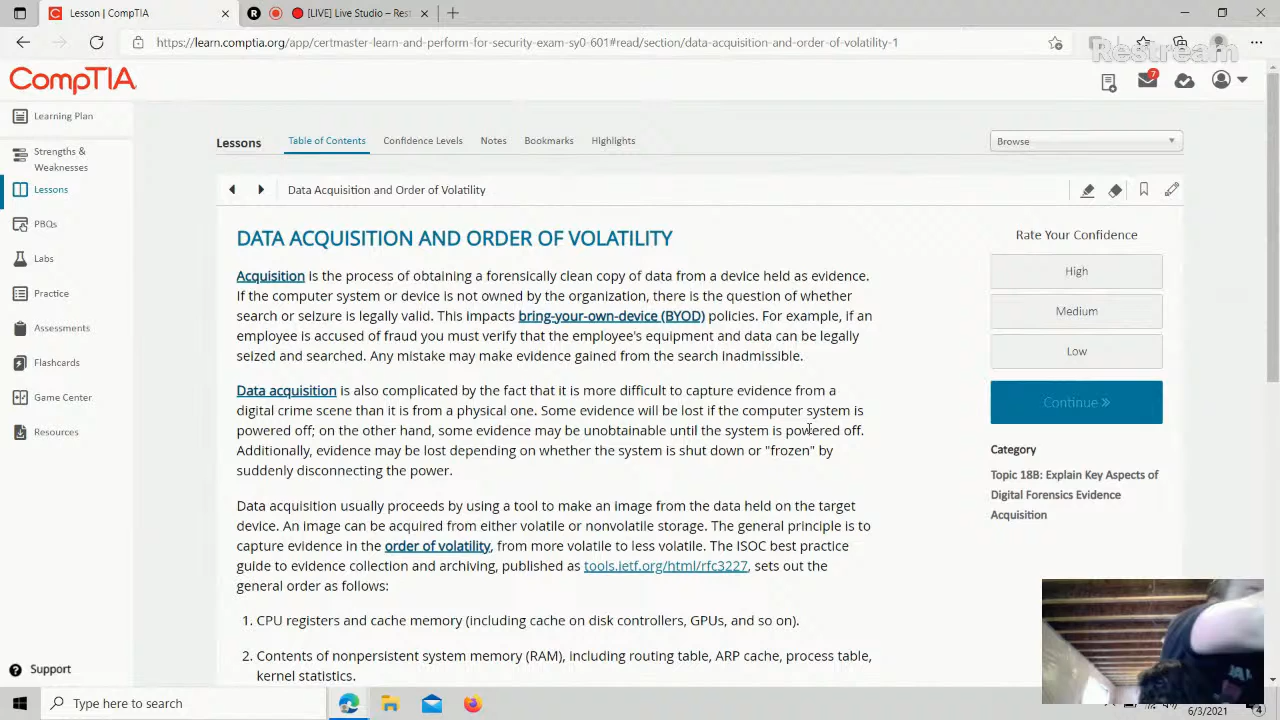 Lesson | CompTIA
[LIVE] Live Studio – Rest
https://learn.comptia.org/app/certmaster-learn-and-perform-for-security-exam-sy0-601#read/section/data-acquisition-and-order-of-volatility-1
Restream
CompTIA
7
Learning Plan
Strengths &
Weaknesses
Lessons
PBQs
Labs
Practice
Assessments
Flashcards
Game Center
Resources
Support
Lessons
Table of Contents
Confidence Levels
Notes
Bookmarks
Highlights
Browse
Data Acquisition and Order of Volatility
DATA ACQUISITION AND ORDER OF VOLATILITY
Acquisition is the process of obtaining a forensically clean copy of data from a device held as evidence.
If the computer system or device is not owned by the organization, there is the question of whether
search or seizure is legally valid. This impacts bring-your-own-device (BYOD) policies. For example, if an
employee is accused of fraud you must verify that the employee's equipment and data can be legally
seized and searched. Any mistake may make evidence gained from the search inadmissible.
Data acquisition is also complicated by the fact that it is more difficult to capture evidence from a
digital crime scene than it is from a physical one. Some evidence will be lost if the computer system is
powered off; on the other hand, some evidence may be unobtainable until the system is powered off.
Additionally, evidence may be lost depending on whether the system is shut down or "frozen" by
suddenly disconnecting the power.
Data acquisition usually proceeds by using a tool to make an image from the data held on the target
device. An image can be acquired from either volatile or nonvolatile storage. The general principle is to
capture evidence in the order of volatility, from more volatile to less volatile. The ISOC best practice
guide to evidence collection and archiving, published as tools.ietf.org/html/rfc3227, sets out the
general order as follows:
1. CPU registers and cache memory (including cache on disk controllers, GPUs, and so on).
2. Contents of nonpersistent system memory (RAM), including routing table, ARP cache, process table,
kernel statistics.
Rate Your Confidence
High
Medium
Low
Continue »
Category
Topic 18B: Explain Key Aspects of
Digital Forensics Evidence
Acquisition
Type here to search
6/3/2021
4